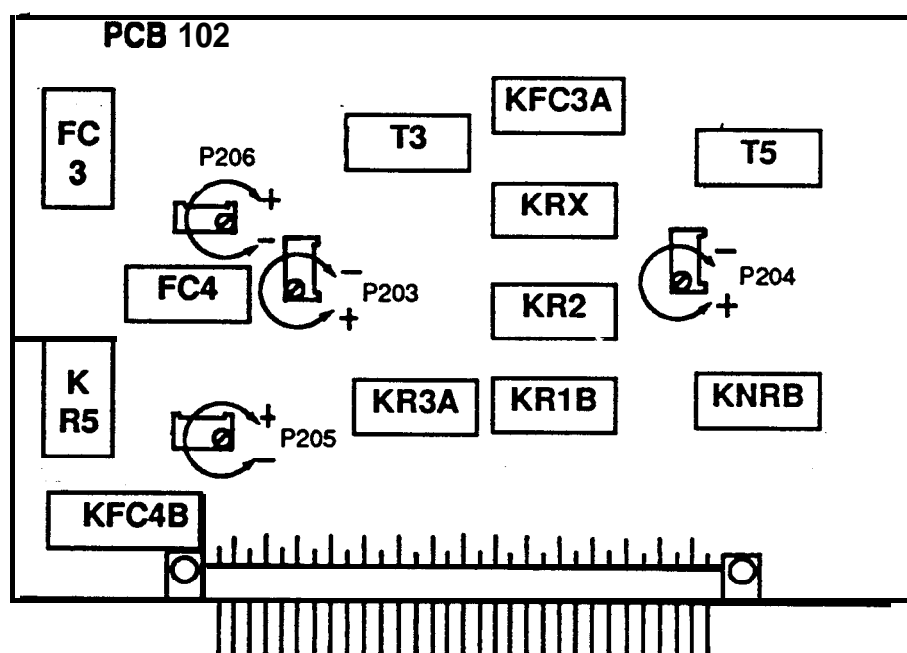 PCB 102
FC
3
P206
+
-
T3
KFC3A
T5
KRX
FC4
-
P203
+
KR2
-
P204
+
K
R5
+
P205
-
KR3A
KR1B
KNRB
KFC4B